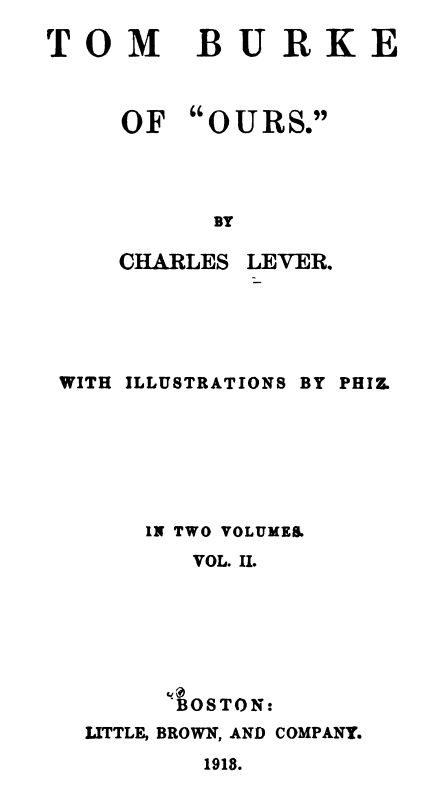 TOM BURKE
OF "OURS."
BY
CHARLES LEVER.
WITH ILLUSTRATIONS BY PHIZ.
IN TWO VOLUMES.
VOL. II.
BOSTON:
LITTLE, BROWN, AND COMPANY.
1913.